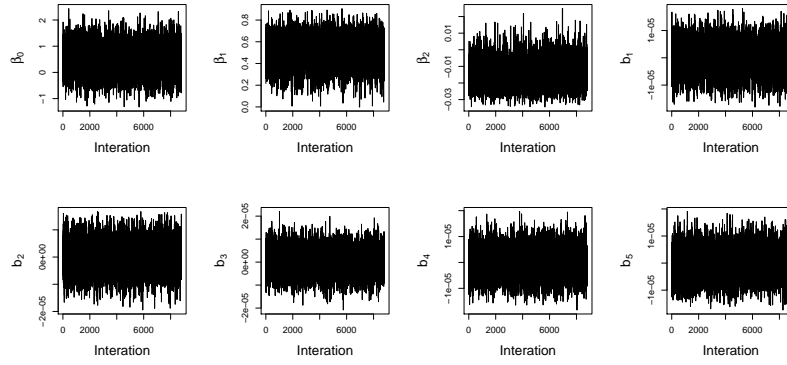 β0
2
1
0
−1
0 2000 6000
Interation
β1
0.8
0.6
0.4
0.2
0.0
0 2000 6000
Interation
β2
0.01
−0.01
−0.03
0 2000 6000
Interation
b1
1e−05
−1e−05
0 2000 6000
Interation
b2
0e+00
−2e−05
0 2000 6000
Interation
b3
2e−05
0e+00
−2e−05
0 2000 6000
Interation
b4
1e−05
−1e−05
0 2000 6000
Interation
b5
1e−05
−1e−05
0 2000 6000
Interation